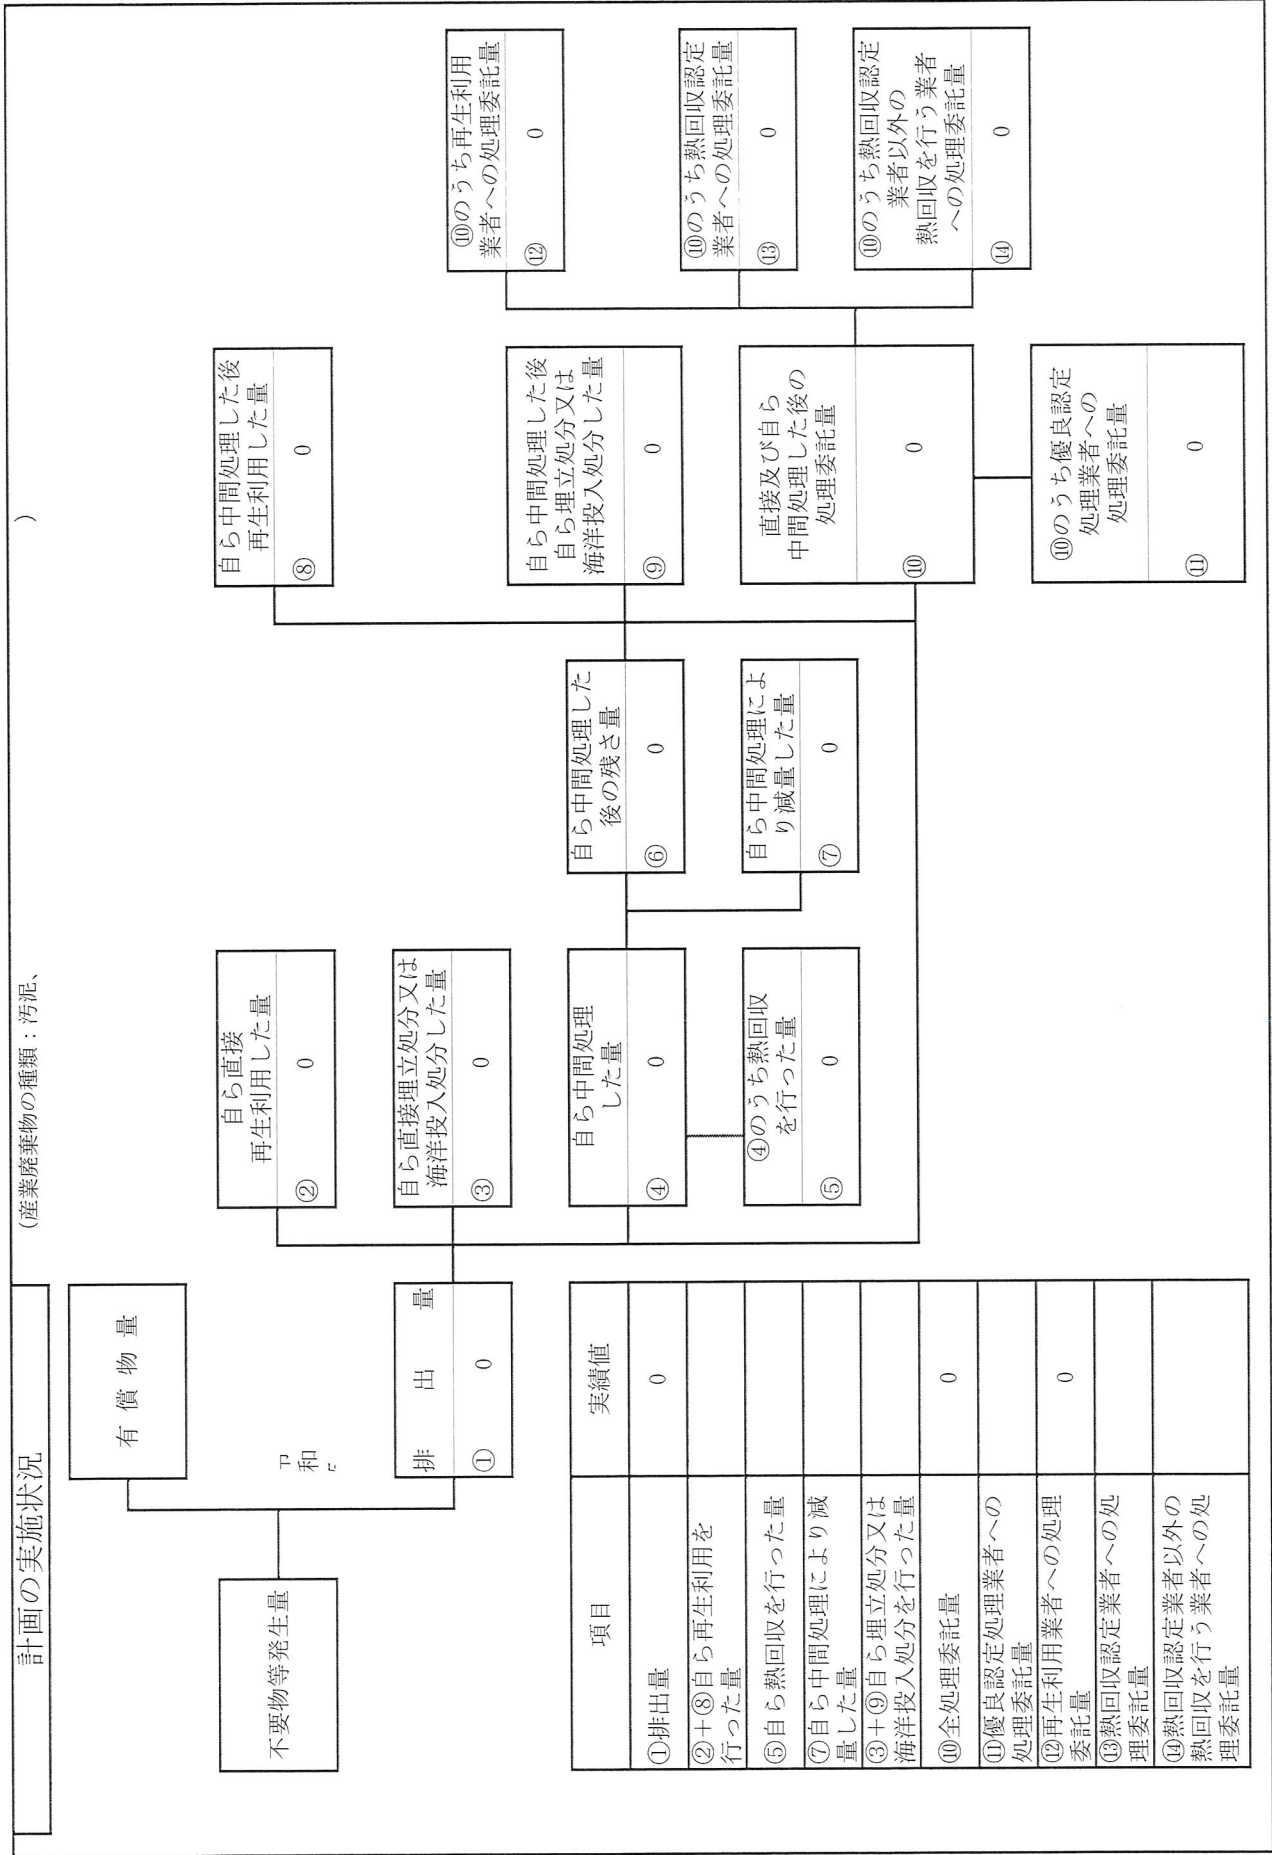 計画の実施状況
(産業廃棄物の種類:汚泥、
)
不要物等発生量
有償物量
和
排出量
① 0
自ら直接
再生利用した量
② 0
自ら直接埋立処分又は
海洋投入処分した量
③ 0
自ら中間処理
した量
④ 0
④のうち熱回収
を行った量
⑤ 0
自ら中間処理した
後の残さ量
⑥ 0
自ら中間処理によ
り減量した量
⑦ 0
自ら中間処理した後
再生利用した量
⑧ 0
自ら中間処理した後
自ら埋立処分又は
海洋投入処分した量
⑨ 0
直接及び自ら
中間処理した後の
処理委託量
⑩ 0
⑩のうち優良認定
処理業者への
処理委託量
⑪ 0
⑩のうち再生利用
業者への処理委託量
⑫ 0
⑩のうち熱回収認定
業者への処理委託量
⑬ 0
⑩のうち熱回収認定
業者以外の
熱回収を行う業者
への処理委託量
⑭ 0
項目 実績値
①排出量 0
②+⑧自ら再生利用を
行った量
⑤自ら熱回収を行った量
⑦自ら中間処理により減
量した量
③+⑨自ら埋立処分又は
海洋投入処分を行った量
⑩全処理委託量 0
⑪優良認定処理業者への
処理委託量
⑫再生利用業者への処理
委託量 0
⑬熱回収認定業者への処
理委託量
⑭熱回収認定業者以外の
熱回収を行う業者への処
理委託量